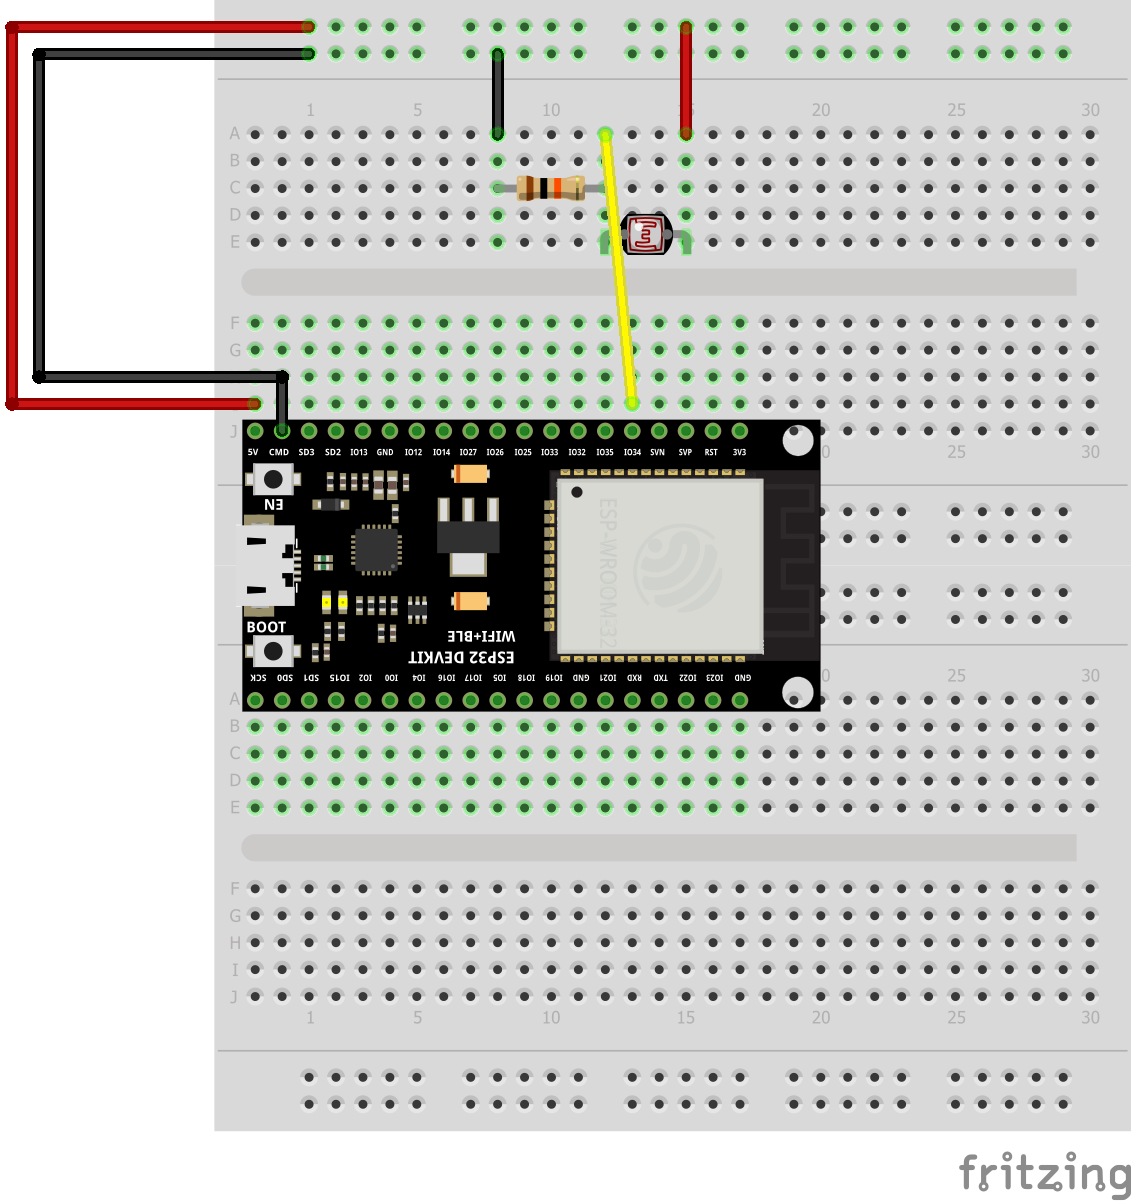 1 5 10 15 20 25 30
A
B
C
D
E
F
G
J
20 25 30
5V CMD SD3 SD2 IO13 GND IO12 IO14 IO27 IO26 IO25 IO33 IO32 IO35 IO34 SVN SVP RST 3V3
EN
ESP-WROOM-32
BOOT
WIFI+BLE
ESP32 DEVKIT
SCK SD0 SD1 IO15 IO2 IO0 IO4 IO16 IO17 IO5 IO18 IO19 GND IO21 RXD TXD IO22 IO23 GND
20 25 30
A
B
C
D
E
F
G
H
I
J
1 5 10 15 20 25 30
fritzing